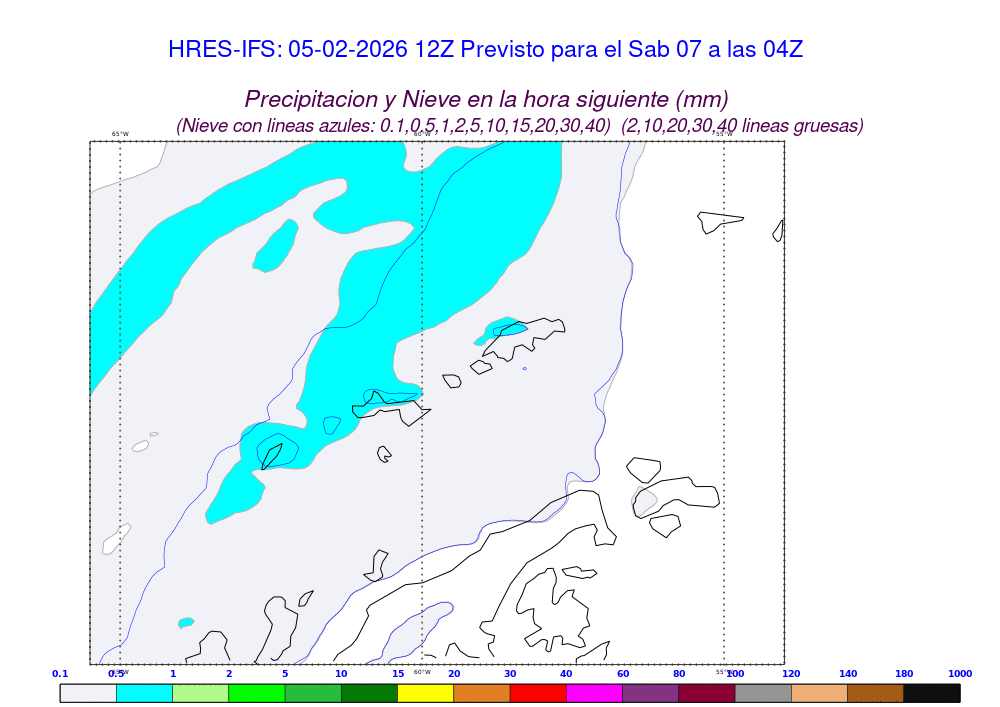 HRES-IFS: 05-02-2026 12Z Previsto para el Sab 07 a las 04Z
Precipitacion y Nieve en la hora siguiente (mm)
(Nieve con lineas azules: 0.1,0.5,1,2,5,10,15,20,30,40) (2,10,20,30,40 lineas gruesas)
65°W 60°W 55°W
65°W 60°W 55°W
0.1 0.5 1 2 5 10 15 20 30 40 60 80 100 120 140 180 1000